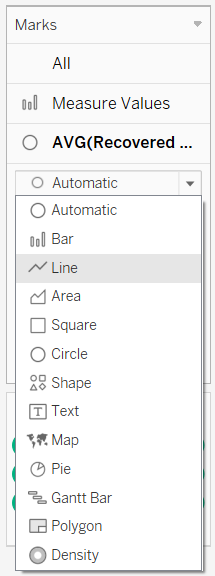 Marks
All
Measure Values
AVG(Recovered ...
Automatic
Automatic
Bar
Line
Area
Square
Circle
Shape
Text
Map
Pie
Gantt Bar
Polygon
Density